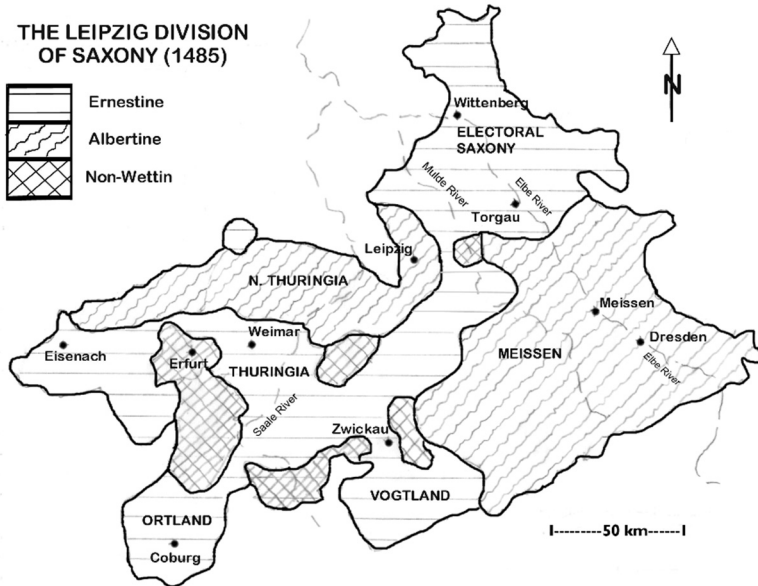 THE LEIPZIG DIVISION
OF SAXONY (1485)
Ernestine
Albertine
Non-Wettin
N
Wittenberg
ELECTORAL
SAXONY
Mulde River
Elbe River
Torgau
Leipzig
N. THURINGIA
Meissen
Weimar
Dresden
Eisenach
Erfurt
THURINGIA
MEISSEN
Elbe River
Saale River
Zwickau
VOGTLAND
ORTLAND
50 km
Coburg